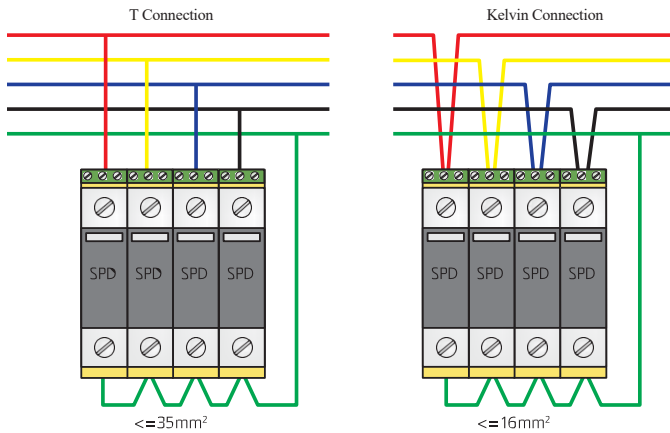 T Connection
Kelvin Connection
SPD SPD SPD SPD
SPD SPD SPD SPD
<=35mm²
<=16mm²